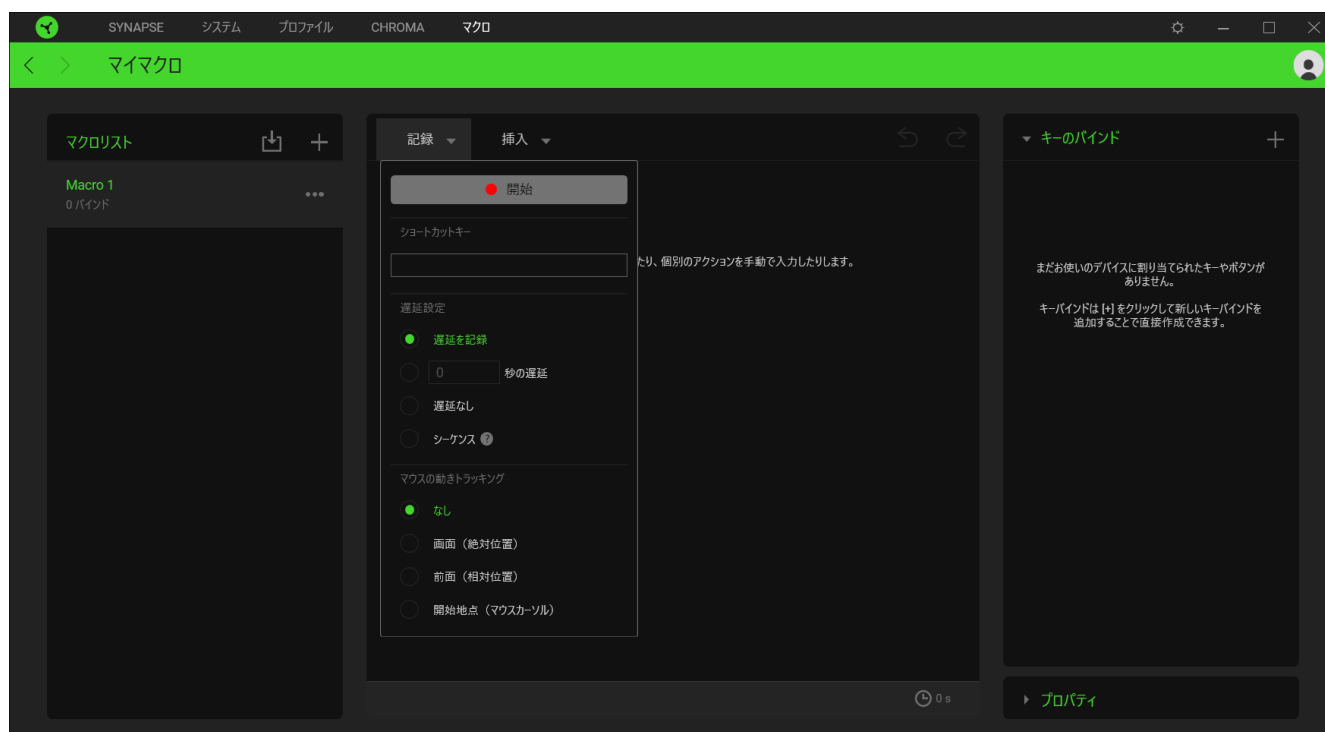 SYNAPSE システム プロファイル CHROMA マクロ
マイマクロ
マクロリスト
Macro 1
0 バインド
記録 挿入
開始
ショートカットキー
たり、個別のアクションを手動で入力したりします。
遅延設定
遅延を記録
0 秒の遅延
遅延なし
シーケンス ?
マウスの動きトラッキング
なし
画面（絶対位置）
前面（相対位置）
開始地点（マウスカーソル）
0 s
キーのバインド
まだお使いのデバイスに割り当てられたキーやボタンが
ありません。
キーバインドは [+] をクリックして新しいキーバインドを
追加することで直接作成できます。
プロパティ